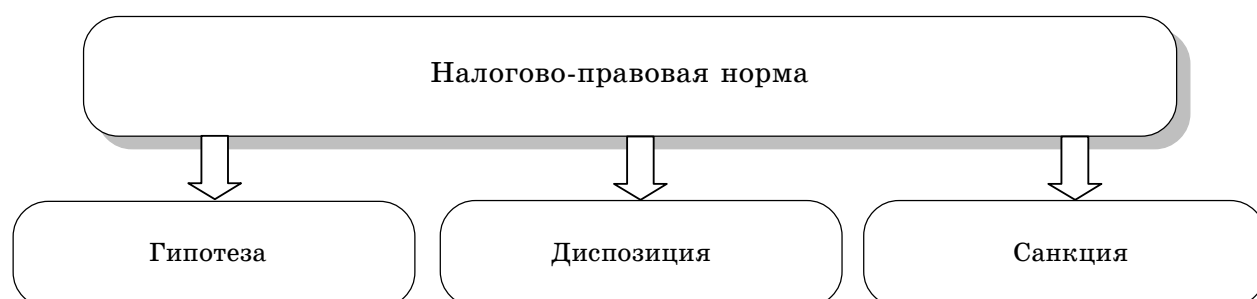 Налогово-правовая норма
Гипотеза
Диспозиция
Санкция